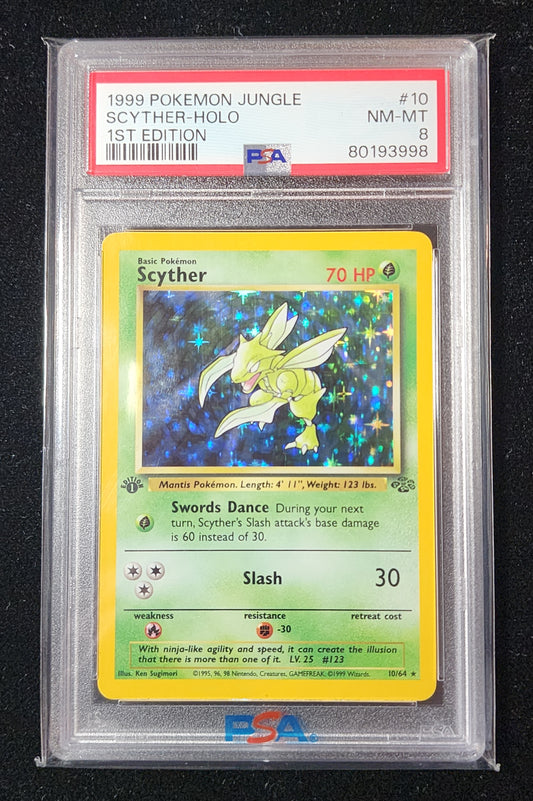 1999 POKEMON JUNGLE #10
SCYTHER-HOLO NM-MT
1ST EDITION 8
PSA 80193998
Basic Pokémon
Scyther 70 HP
EDITION 1
Mantis Pokémon. Length: 4' 11", Weight: 123 lbs.
Swords Dance During your next
turn, Scyther's Slash attack's base damage
is 60 instead of 30.
Slash 30
weakness resistance retreat cost
-30
With ninja-like agility and speed, it can create the illusion
that there is more than one of it. LV. 25 #123
Illus. Ken Sugimori ©1995, 96, 98 Nintendo, Creatures, GAMEFREAK. ©1999 Wizards. 10/64 ★
PSA